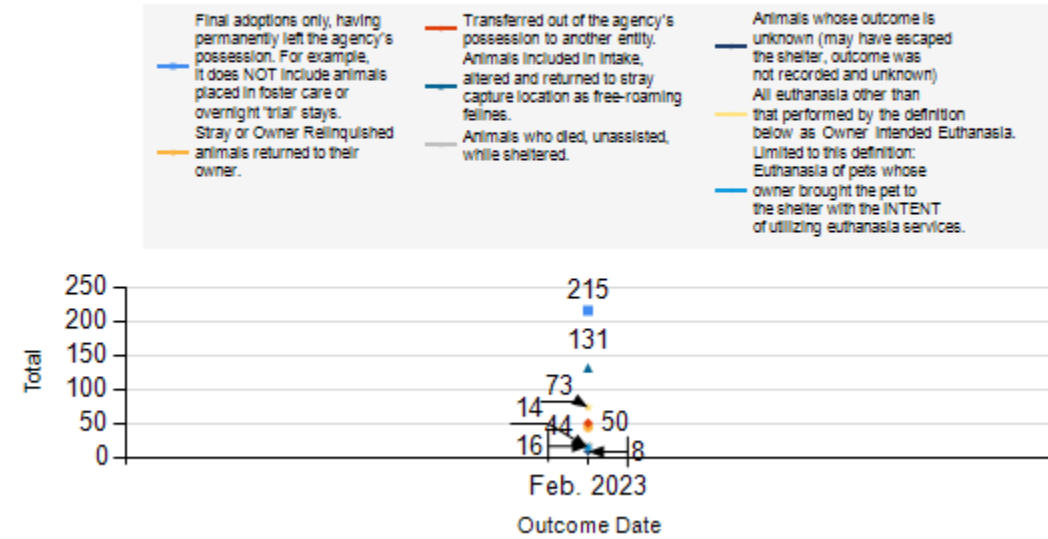 Final adoptions only, having
permanently left the agency's
possession. For example,
it does NOT include animals
placed in foster care or
overnight "trial" stays.
Stray or Owner Relinquished
animals returned to their
owner.
Transferred out of the agency's
possession to another entity.
Animals included in intake,
altered and returned to stray
capture location as free-roaming
felines.
Animals who died, unassisted,
while sheltered.
Animals whose outcome is
unknown (may have escaped
the shelter, outcome was
not recorded and unknown)
All euthanasia other than
that performed by the definition
below as Owner Intended Euthanasia.
Limited to this definition:
Euthanasia of pets whose
owner brought the pet to
the shelter with the INTENT
of utilizing euthanasia services.
Total
250
200
150
100
50
0
215
131
73
14
44
50
16
8
Feb. 2023
Outcome Date